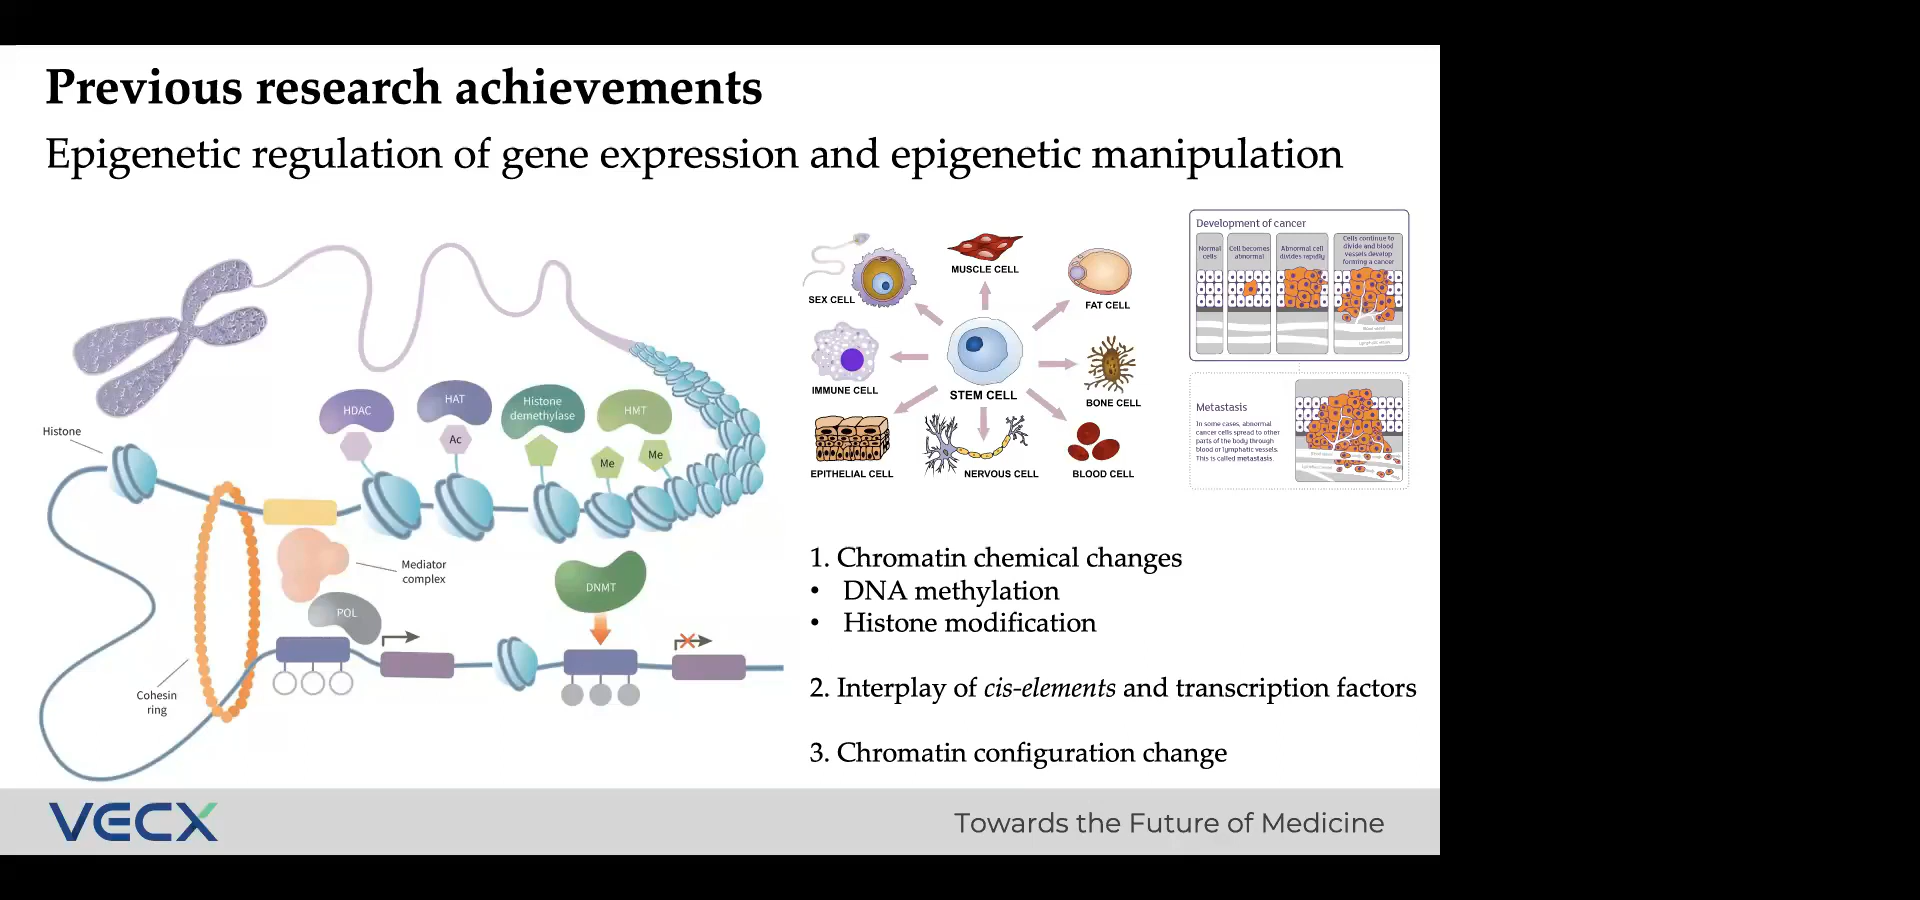 Previous research achievements
Epigenetic regulation of gene expression and epigenetic manipulation
Histone
HDAC
HAT
Histone
demethylase
HMT
Ac
Me
Me
Mediator
complex
POL
DNMT
Cohesin
ring
SEX CELL
MUSCLE CELL
FAT CELL
IMMUNE CELL
STEM CELL
BONE CELL
EPITHELIAL CELL
NERVOUS CELL
BLOOD CELL
Development of cancer
Normal
cells
Cell becomes
abnormal
Abnormal cell
divides rapidly
Cells continue to
divide and blood
vessels develop
forming a cancer
Blood vessel
Lymphatic vessel
Metastasis
In some cases, abnormal
cancer cells spread to other
parts of the body through
blood or lymphatic vessels.
This is called metastasis.
1. Chromatin chemical changes
• DNA methylation
• Histone modification
2. Interplay of cis-elements and transcription factors
3. Chromatin configuration change
VECX
Towards the Future of Medicine